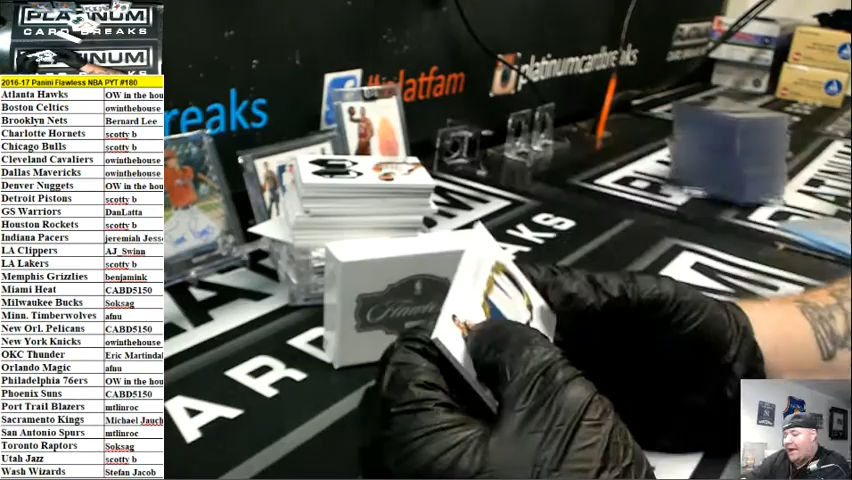 PLATINUM
CARD BREAKS
PLATINUM
CARD BREAKS
2016-17 Panini Flawless NBA PYT #180
Atlanta Hawks OW in the hou
Boston Celtics owinthehouse
Brooklyn Nets Bernard Lee
Charlotte Hornets scotty b
Chicago Bulls scotty b
Cleveland Cavaliers owinthehouse
Dallas Mavericks owinthehouse
Denver Nuggets OW in the hou
Detroit Pistons scotty b
GS Warriors DanLatta
Houston Rockets scotty b
Indiana Pacers jeremiah Jess
LA Clippers AJ_Swinn
LA Lakers scotty b
Memphis Grizzlies benjamink
Miami Heat CABD5150
Milwaukee Bucks Soksag
Minn. Timberwolves afnu
New Orl. Pelicans CABD5150
New York Knicks owinthehouse
OKC Thunder Eric Martindal
Orlando Magic afnu
Philadelphia 76ers OW in the hou
Phoenix Suns CABD5150
Port Trail Blazers mtlinroc
Sacramento Kings Michael Jauch
San Antonio Spurs mtlinroc
Toronto Raptors Soksag
Utah Jazz scotty b
Wash Wizards Stefan Jacob
breaks
#platfam
platinumcardbreaks
Flawless